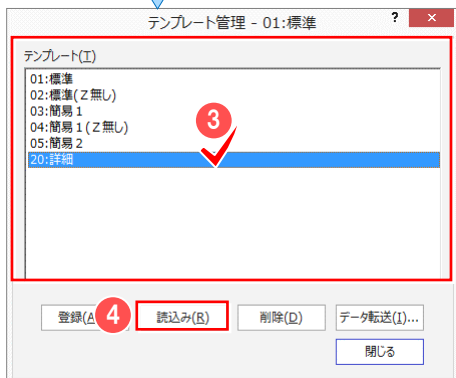 テンプレート管理 - 01:標準 ? ×
テンプレート(T)
01:標準
02:標準(Z無し)
03:簡易1
04:簡易1(Z無し)
05:簡易2
20:詳細
3
登録(A 4 読込み(R) 削除(D) データ転送(I)...
閉じる